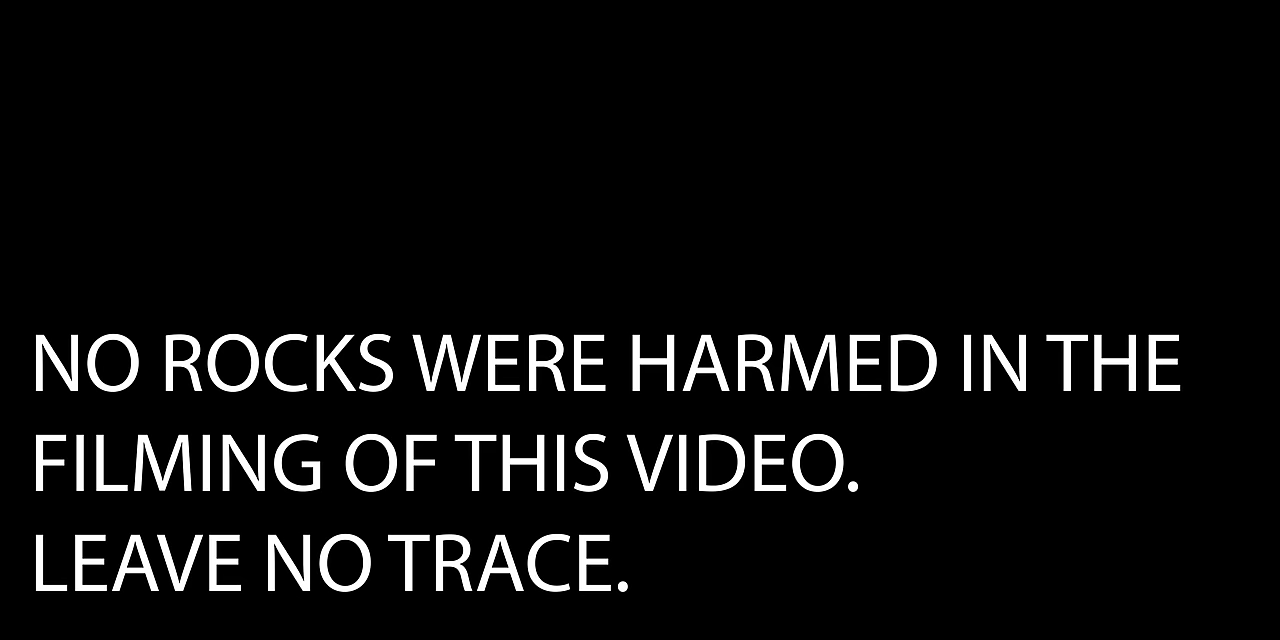 NO ROCKS WERE HARMED IN THE
FILMING OF THIS VIDEO.
LEAVE NO TRACE.